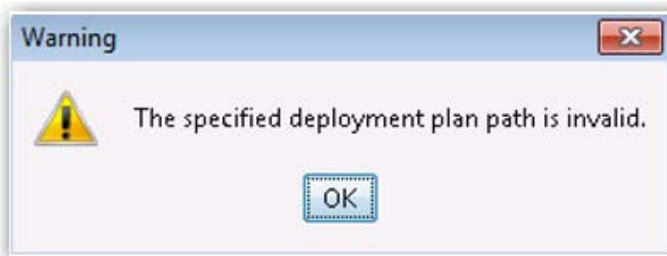 Warning
The specified deployment plan path is invalid.
OK